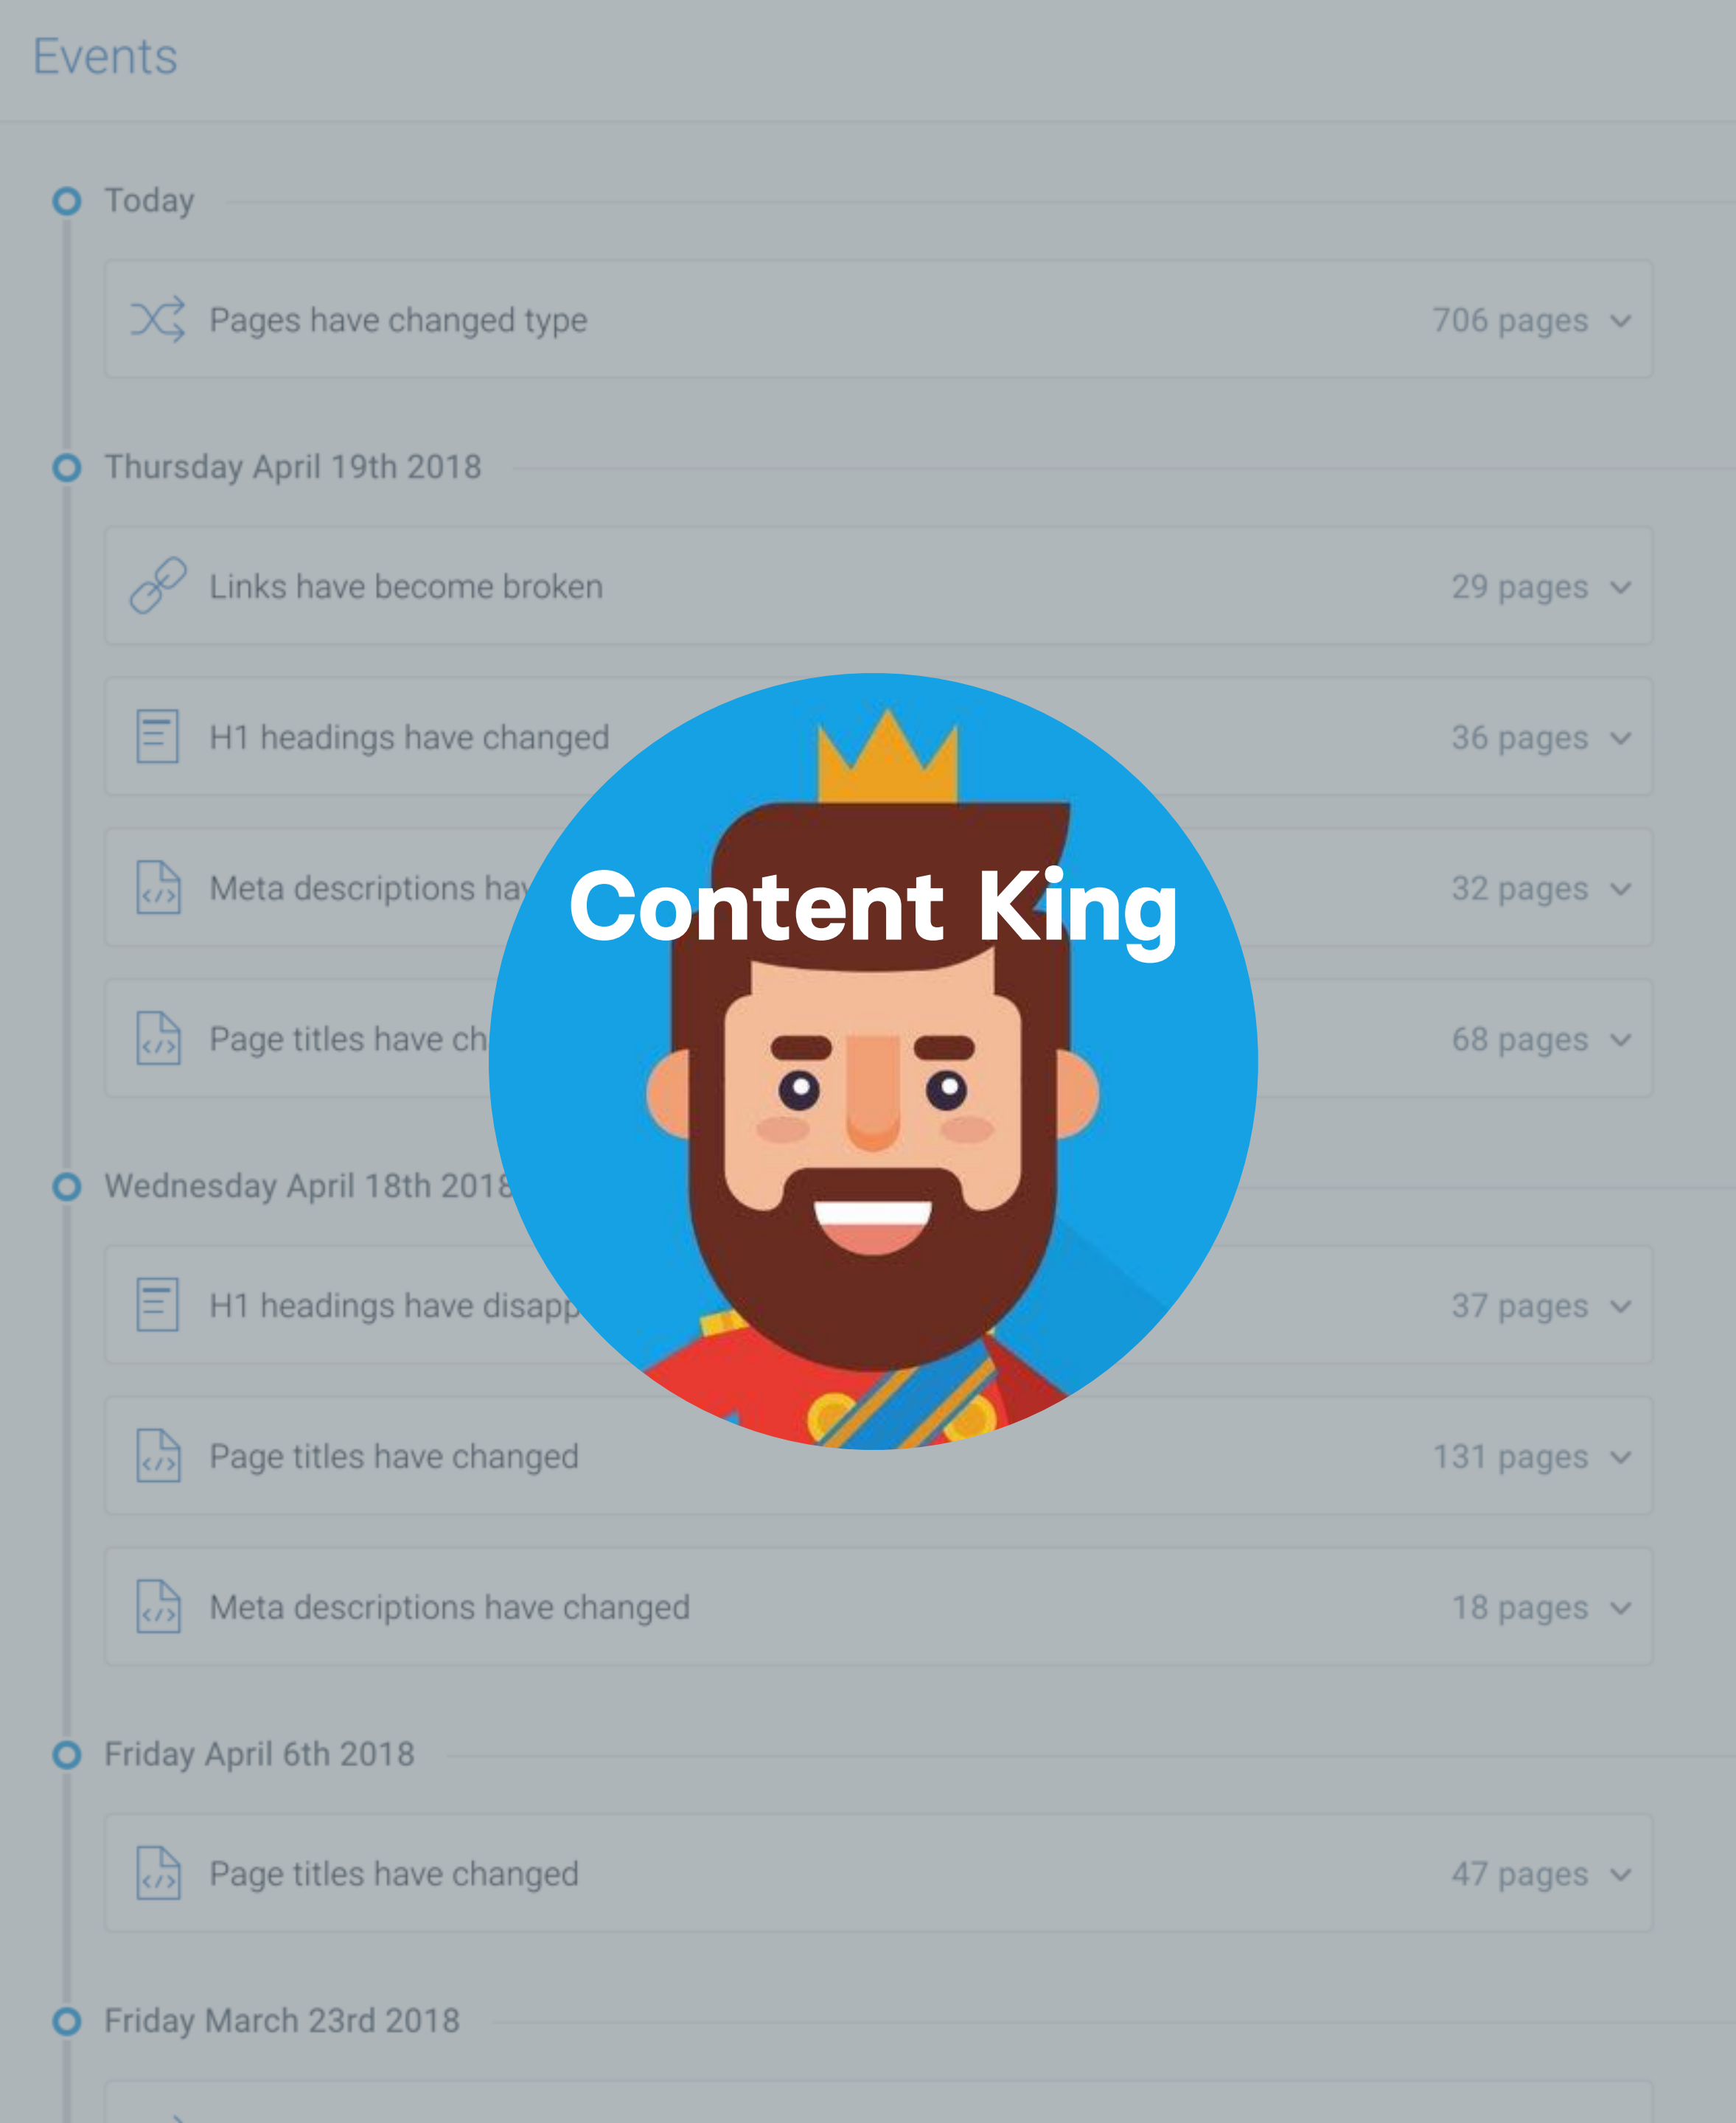 Events
Today
Pages have changed type 706 pages
Thursday April 19th 2018
Links have become broken 29 pages
H1 headings have changed 36 pages
Meta descriptions 32 pages
Content King
Page titles have 68 pages
Wednesday April 18th 2018
H1 headings have 37 pages
Page titles have changed 131 pages
Meta descriptions have changed 18 pages
Friday April 6th 2018
Page titles have changed 47 pages
Friday March 23rd 2018